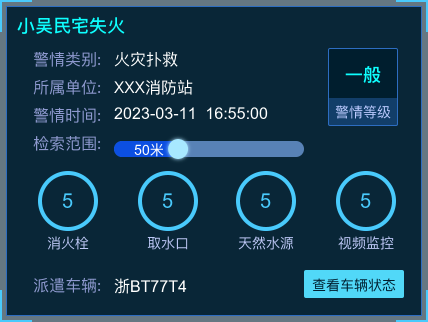 小吴民宅失火
警情类别: 火灾扑救
所属单位: XXX消防站
警情时间: 2023-03-11 16:55:00
一般
警情等级
检索范围: 50米
5 5 5 5
消火栓 取水口 天然水源 视频监控
派遣车辆: 浙BT77T4 查看车辆状态